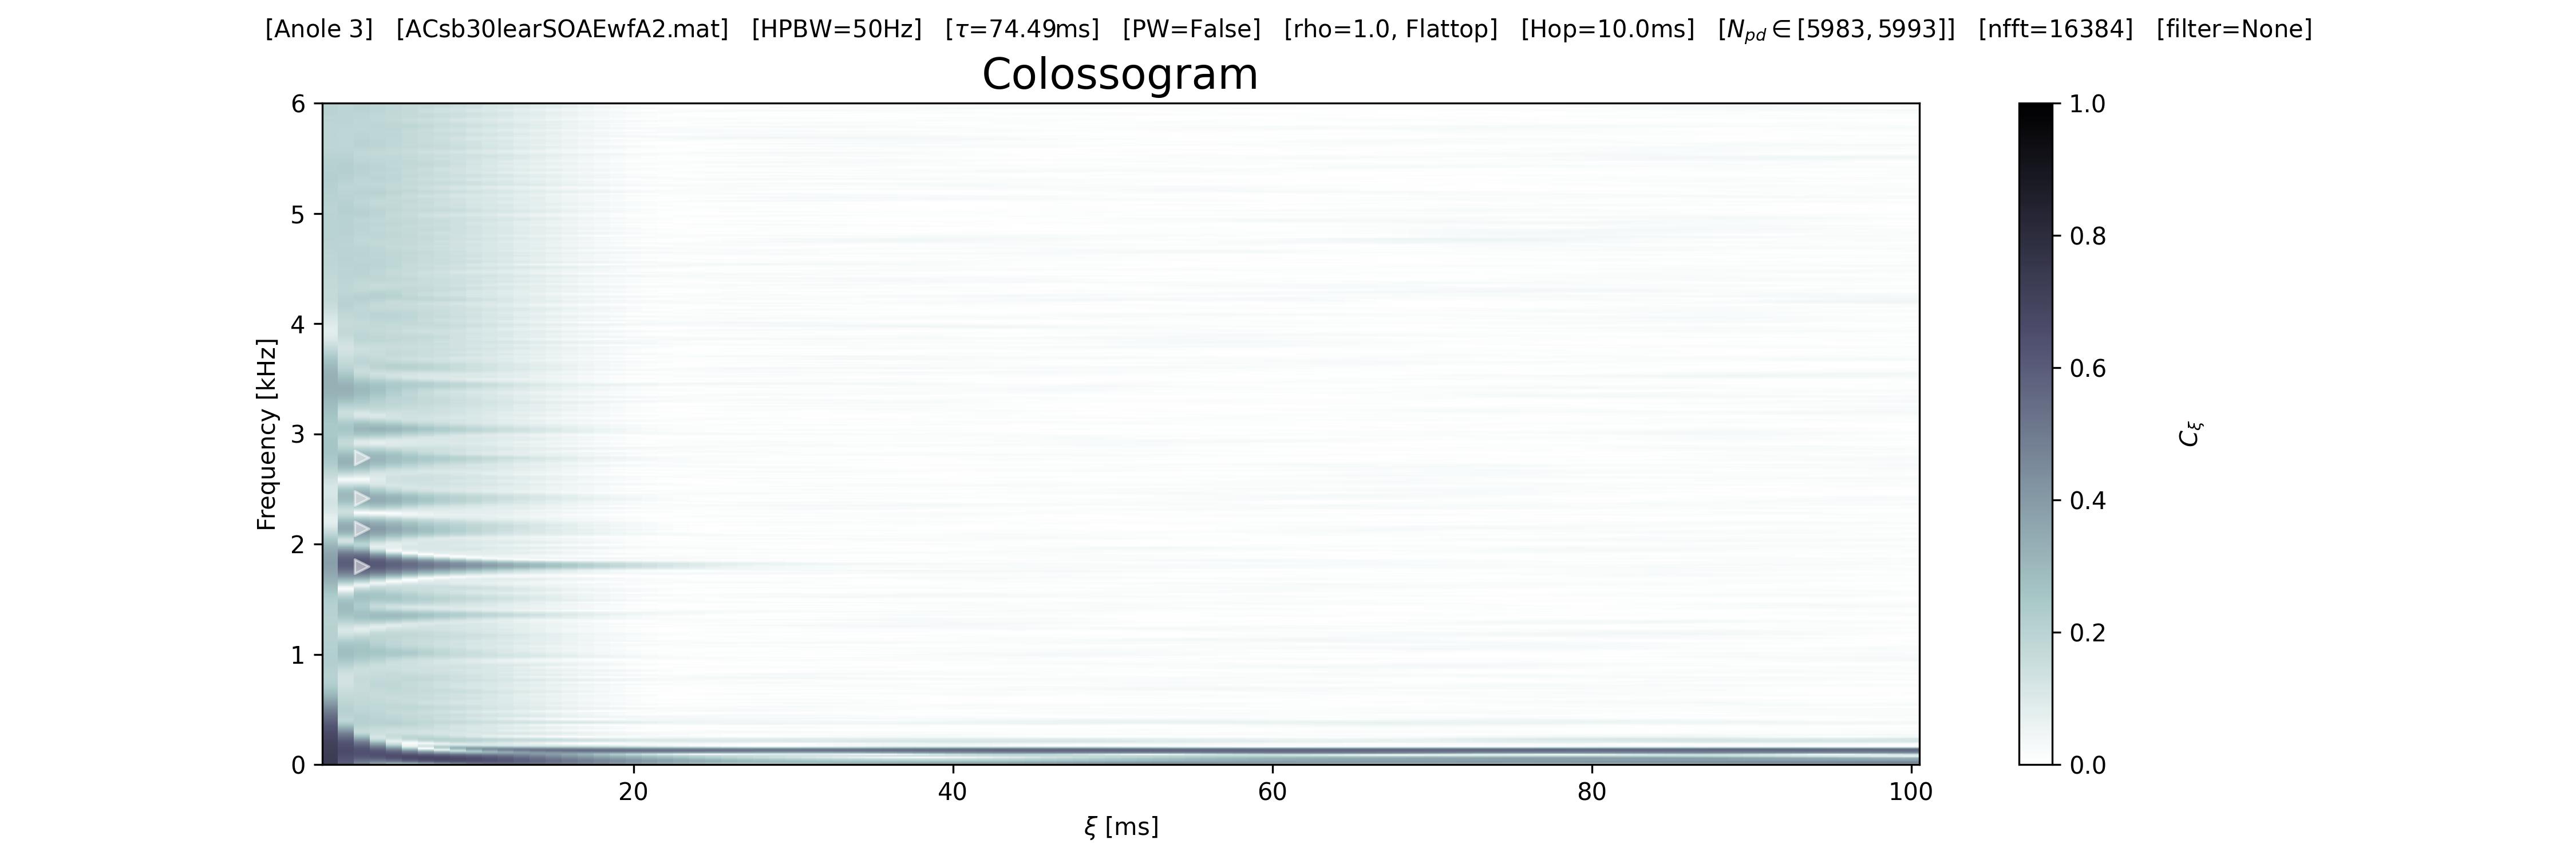 [Anole 3] [ACsb30learSOAEwfA2.mat] [HPBW=50Hz] [τ=74.49ms] [PW=False] [rho=1.0, Flattop] [Hop=10.0ms] [N_pd ∈ [5983, 5993]] [nfft=16384] [filter=None]
Colossogram
6
5
4
3
2
1
0
Frequency [kHz]
20 40 60 80 100
ξ [ms]
1.0
0.8
0.6
0.4
0.2
0.0
C_ξ